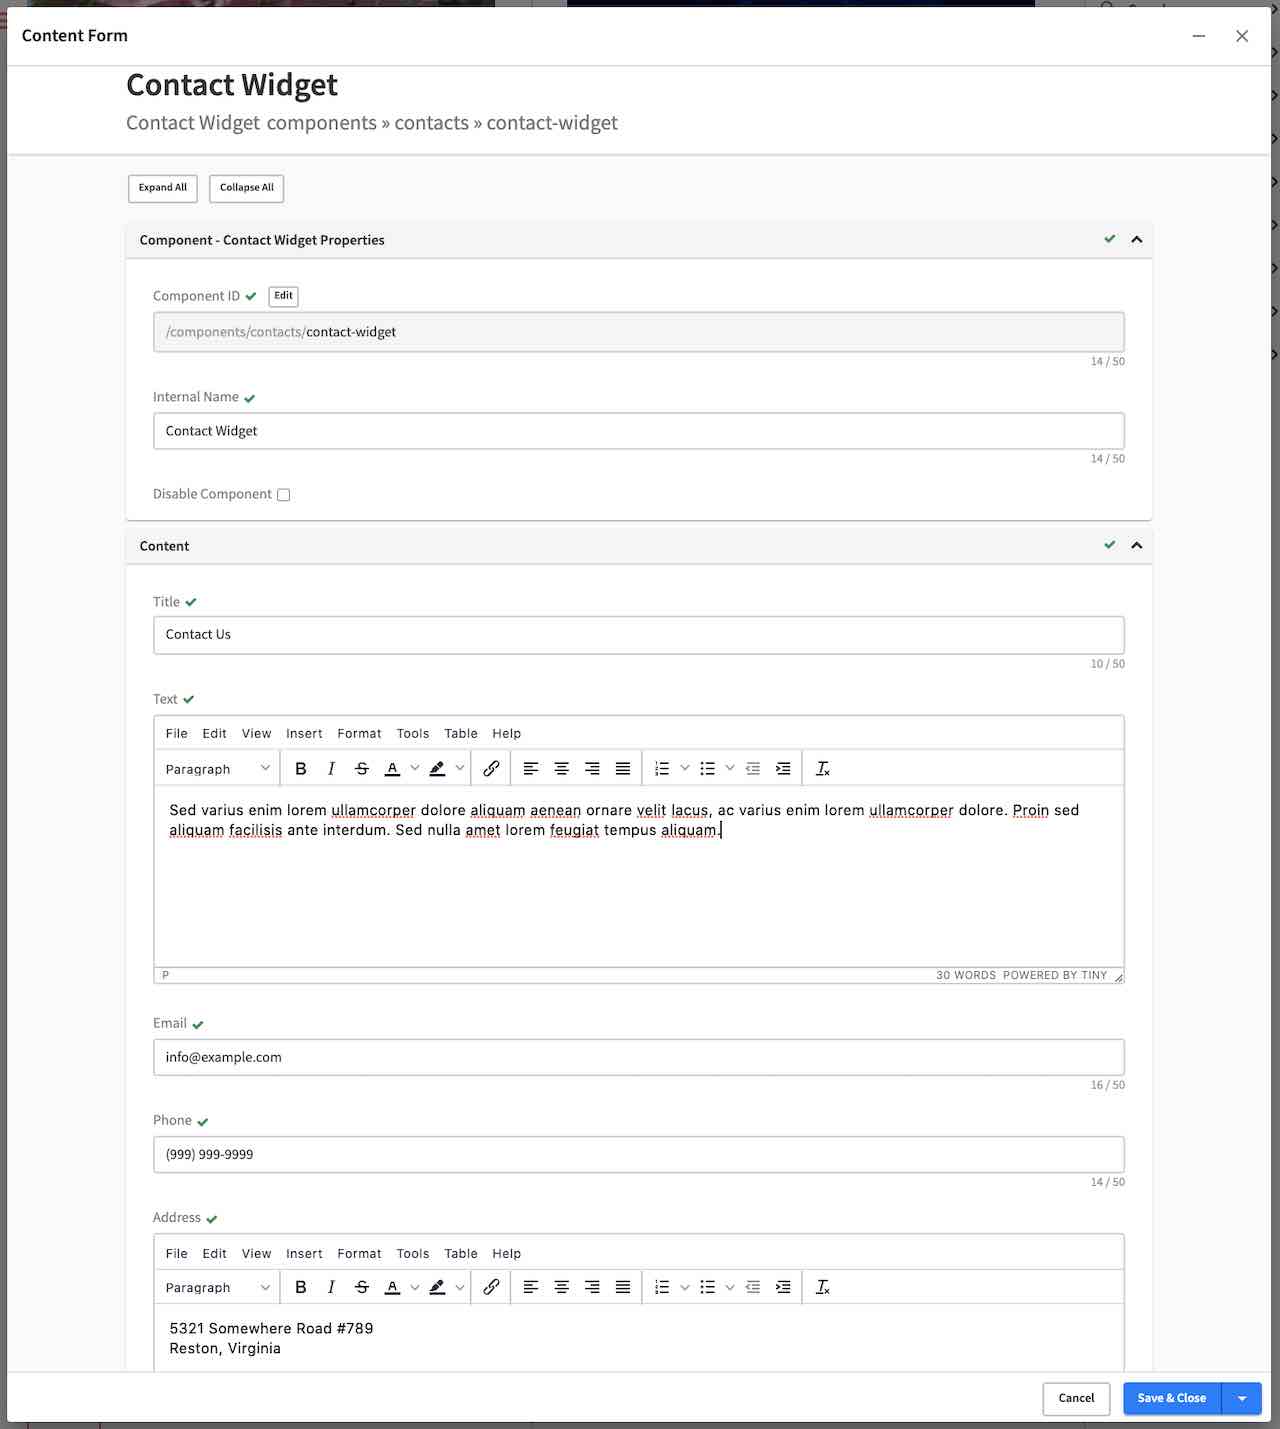 Content Form
Contact Widget
Contact Widget components » contacts » contact-widget
Expand All Collapse All
Component - Contact Widget Properties
Component ID Edit
/components/contacts/contact-widget
14 / 50
Internal Name
Contact Widget
14 / 50
Disable Component
Content
Title
Contact Us
10 / 50
Text
File Edit View Insert Format Tools Table Help
Paragraph B I S A
Sed varius enim lorem ullamcorper dolore aliquam aenean ornare velit lacus, ac varius enim lorem ullamcorper dolore. Proin sed
aliquam facilisis ante interdum. Sed nulla amet lorem feugiat tempus aliquam.
P 30 WORDS POWERED BY TINY
Email
info@example.com
16 / 50
Phone
(999) 999-9999
14 / 50
Address
File Edit View Insert Format Tools Table Help
Paragraph B I S A
5321 Somewhere Road #789
Reston, Virginia
Cancel Save & Close